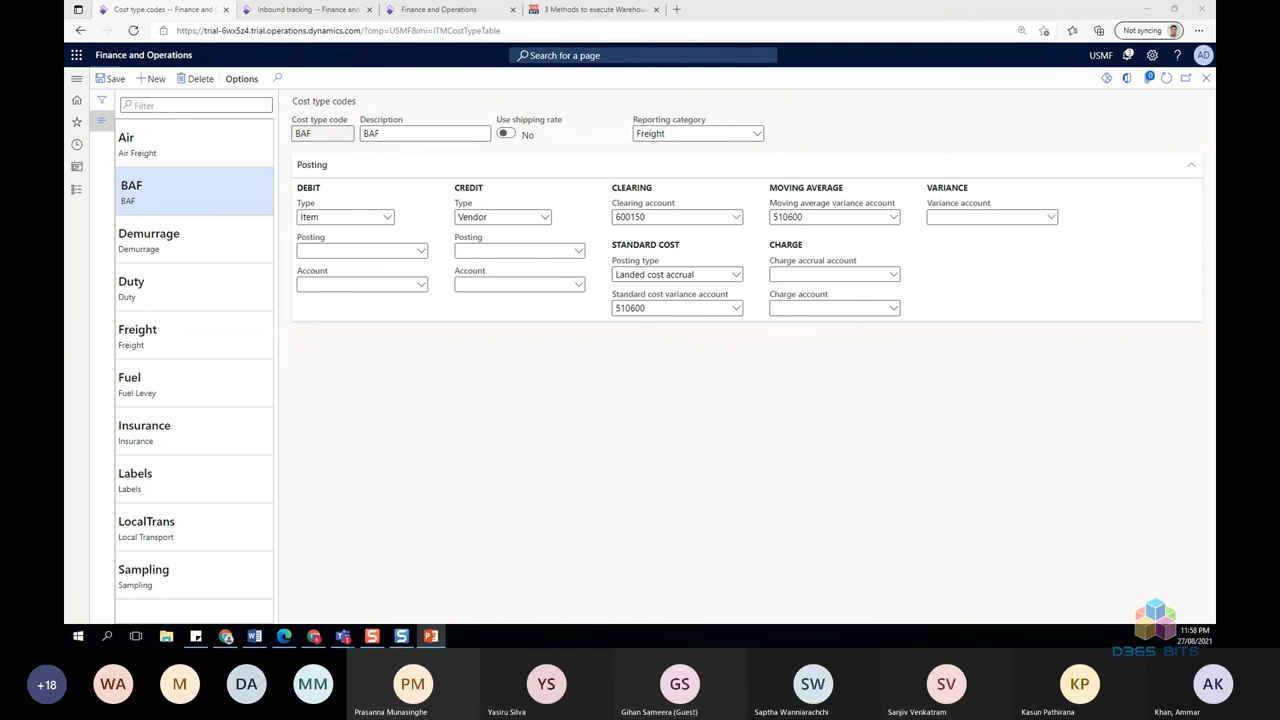 Cost type codes -- Finance and O
Inbound tracking -- Finance and
Finance and Operations
3 Methods to execute Warehous
https://trial-6wx5z4.trial.operations.dynamics.com/?cmp=USMF&mi=ITMCostTypeTable
Not syncing
Finance and Operations
Search for a page
USMF
AD
Save
New
Delete
Options
0
Filter
Air
Air Freight
BAF
BAF
Demurrage
Demurrage
Duty
Duty
Freight
Freight
Fuel
Fuel Levey
Insurance
Insurance
Labels
Labels
LocalTrans
Local Transport
Sampling
Sampling
Cost type codes
Cost type code
Description
Use shipping rate
Reporting category
BAF
BAF
No
Freight
Posting
DEBIT
Type
Item
Posting
Account
CREDIT
Type
Vendor
Posting
Account
CLEARING
Clearing account
600150
STANDARD COST
Posting type
Landed cost accrual
Standard cost variance account
510600
MOVING AVERAGE
Moving average variance account
510600
CHARGE
Charge accrual account
Charge account
VARIANCE
Variance account
11:58 PM
27/08/2021
D365 BITS
+18
WA
M
DA
MM
PM
Prasanna Munasinghe
YS
Yasiru Silva
GS
Gihan Sameera (Guest)
SW
Saptha Wanniarachchi
SV
Sanjiv Venkatram
KP
Kasun Pathirana
AK
Khan, Ammar